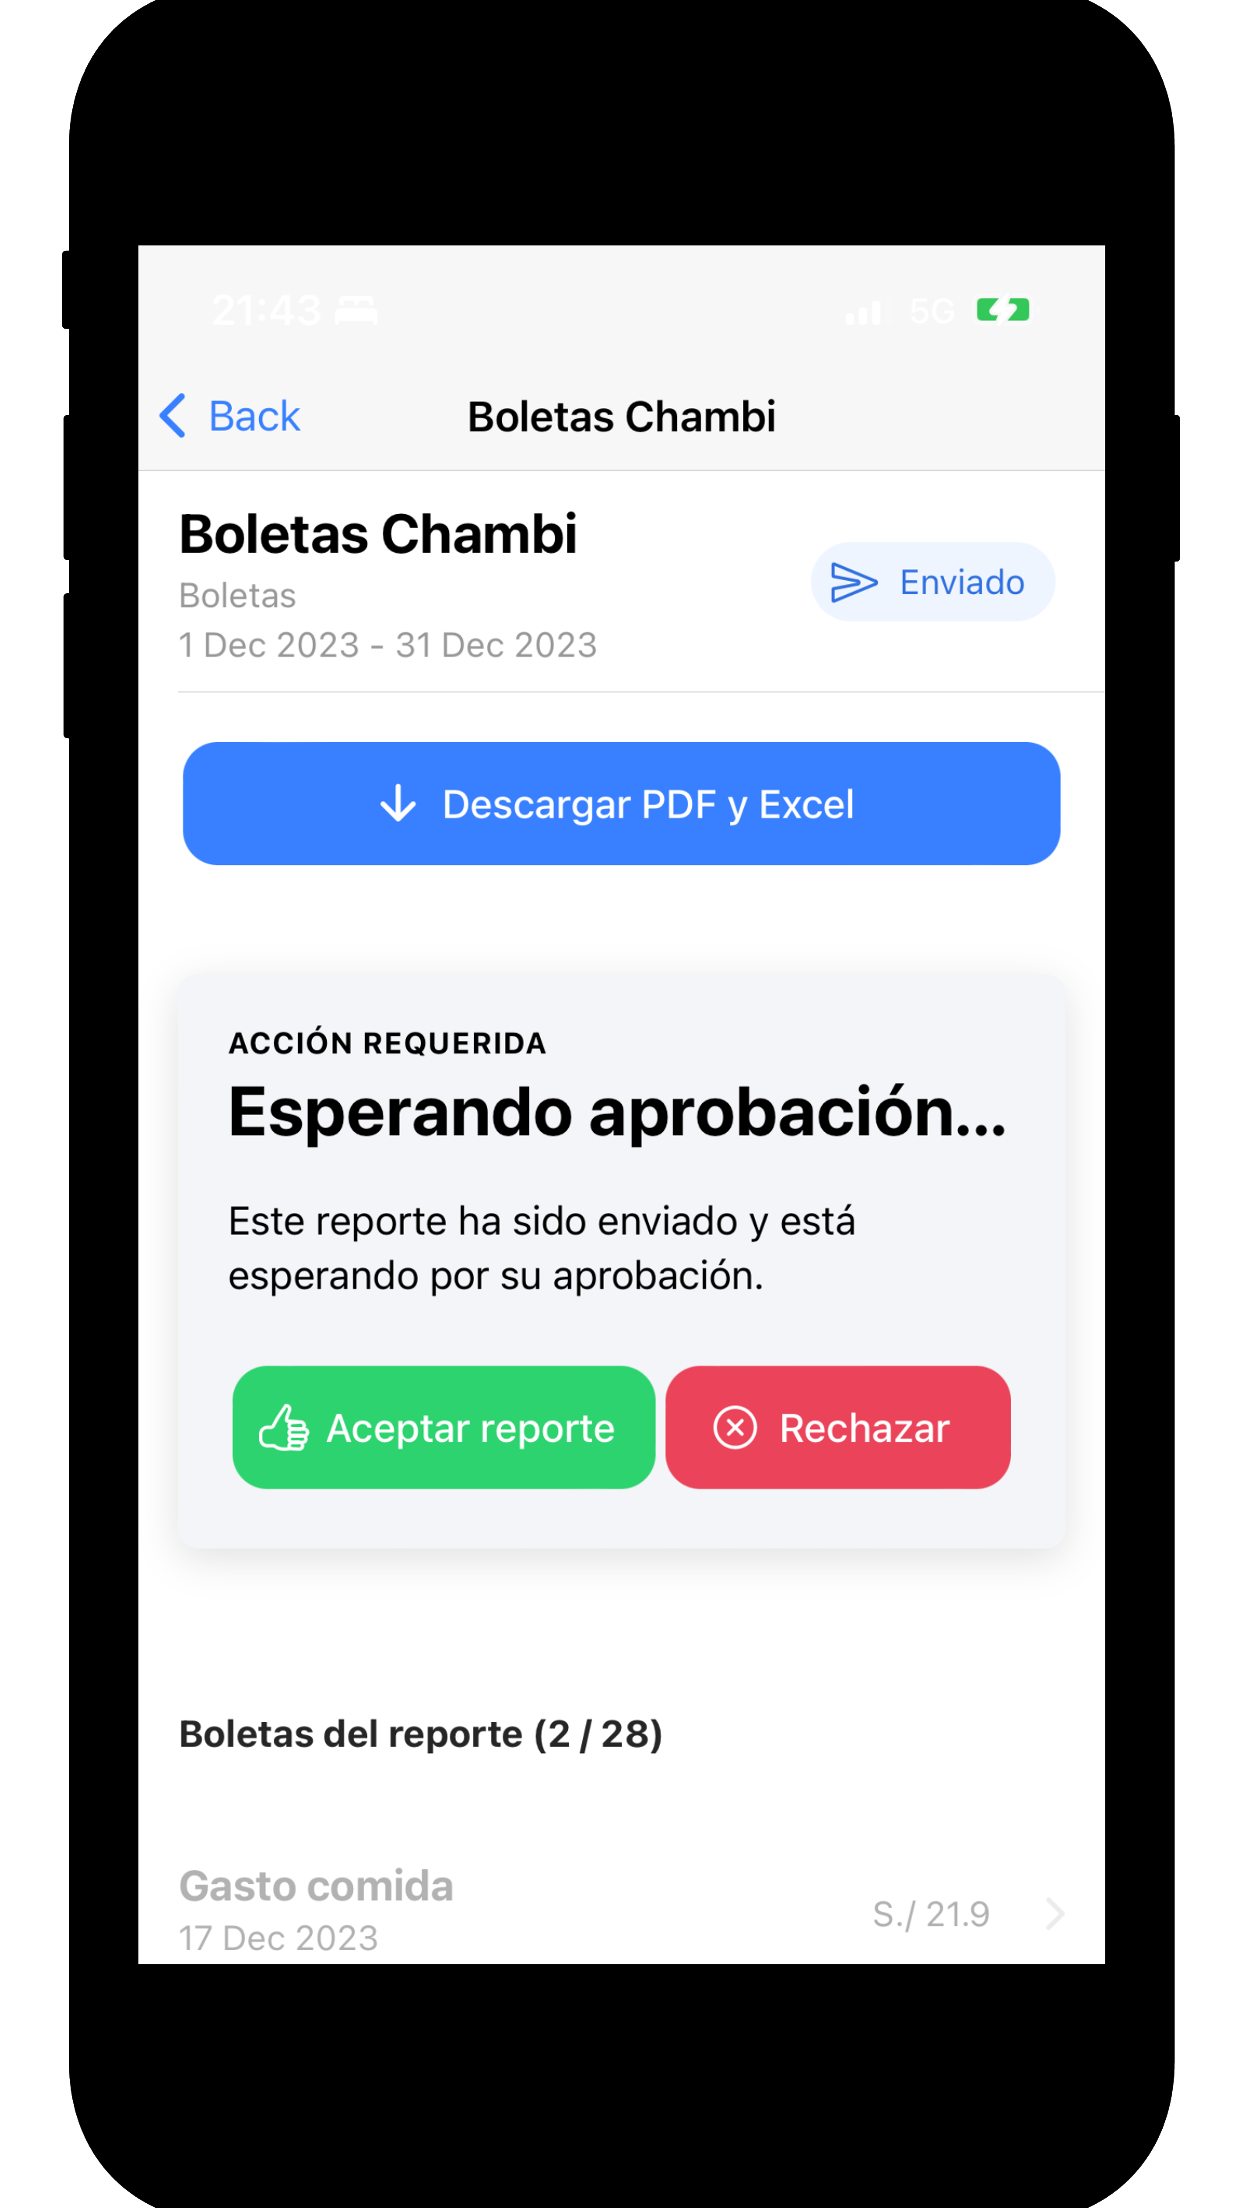 21:43
5G
Back
Boletas Chambi
Boletas Chambi
Boletas
1 Dec 2023 - 31 Dec 2023
Enviado
Descargar PDF y Excel
ACCIÓN REQUERIDA
Esperando aprobación...
Este reporte ha sido enviado y está
esperando por su aprobación.
Aceptar reporte
Rechazar
Boletas del reporte (2 / 28)
Gasto comida
17 Dec 2023
S./ 21.9